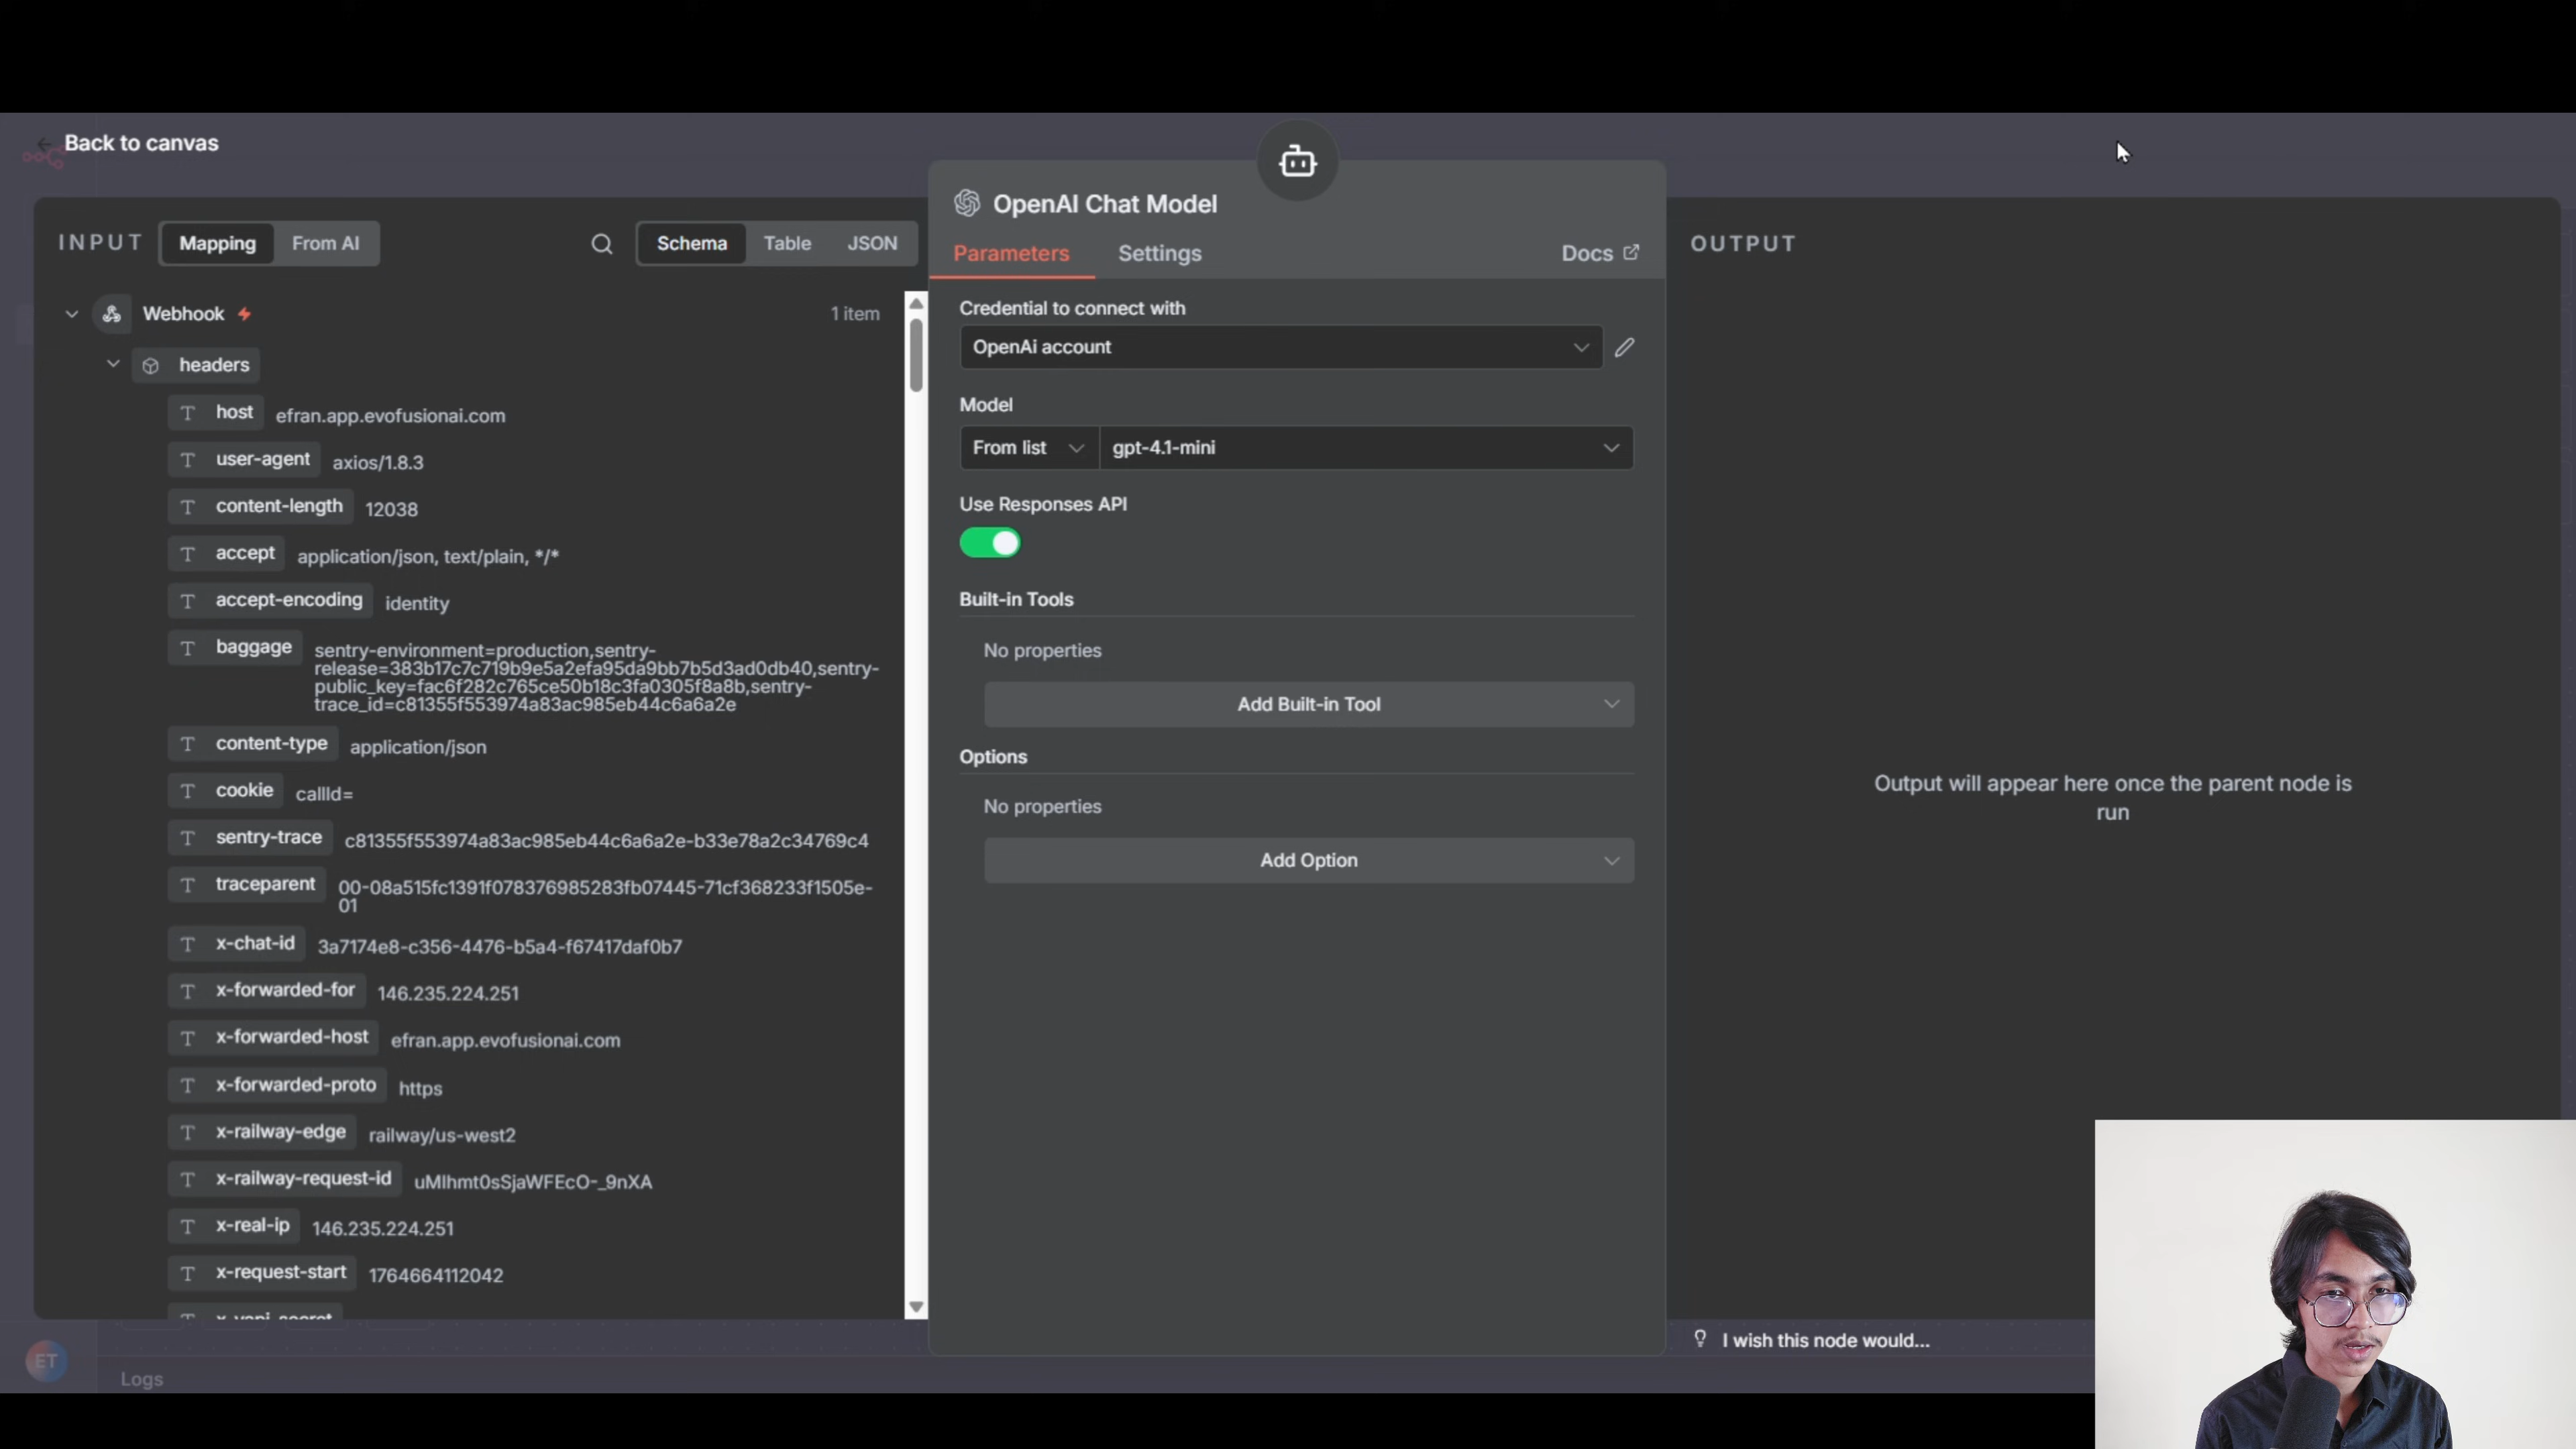 Back to canvas
INPUT Mapping From AI Schema Table JSON
Webhook 1 item
headers
host efran.app.evofusionai.com
user-agent axios/1.8.3
content-length 12038
accept application/json, text/plain, */*
accept-encoding identity
baggage sentry-environment=production,sentry-
release=383b17c7c719b9e5a2efa95da9bb7b5d3ad0db40,sentry-
public_key=fac6f282c765ce50b18c3fa0305f8a8b,sentry-
trace_id=c81355f553974a83ac985eb44c6a6a2e
content-type application/json
cookie callId=
sentry-trace c81355f553974a83ac985eb44c6a6a2e-b33e78a2c34769c4
traceparent 00-08a515fc1391f078376985283fb07445-71cf368233f1505e-
01
x-chat-id 3a7174e8-c356-4476-b5a4-f67417daf0b7
x-forwarded-for 146.235.224.251
x-forwarded-host efran.app.evofusionai.com
x-forwarded-proto https
x-railway-edge railway/us-west2
x-railway-request-id uMlhmt0sSjaWFEcO-_9nXA
x-real-ip 146.235.224.251
x-request-start 1764664112042
x-vapi-secret
ET
Logs
OpenAI Chat Model
Parameters Settings Docs
Credential to connect with
OpenAi account
Model
From list gpt-4.1-mini
Use Responses API
Built-in Tools
No properties
Add Built-in Tool
Options
No properties
Add Option
OUTPUT
Output will appear here once the parent node is
run
I wish this node would...